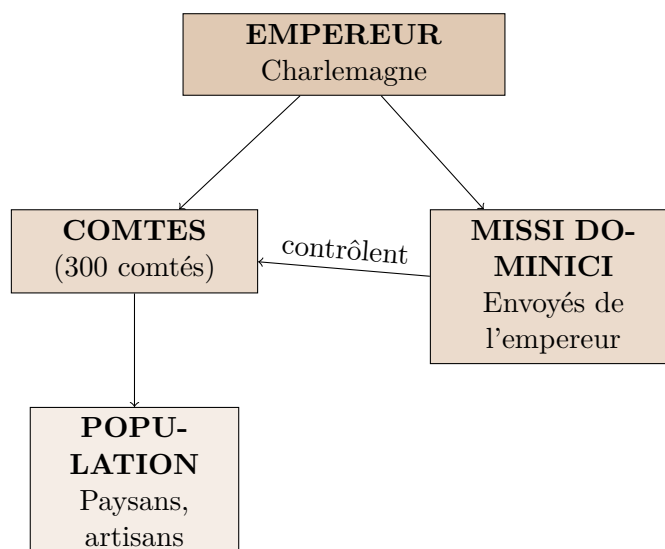 EMPEREUR
Charlemagne
COMTES
(300 comtés)
contrôlent
MISSI DO-
MINICI
Envoyés de
l'empereur
POPU-
LATION
Paysans,
artisans